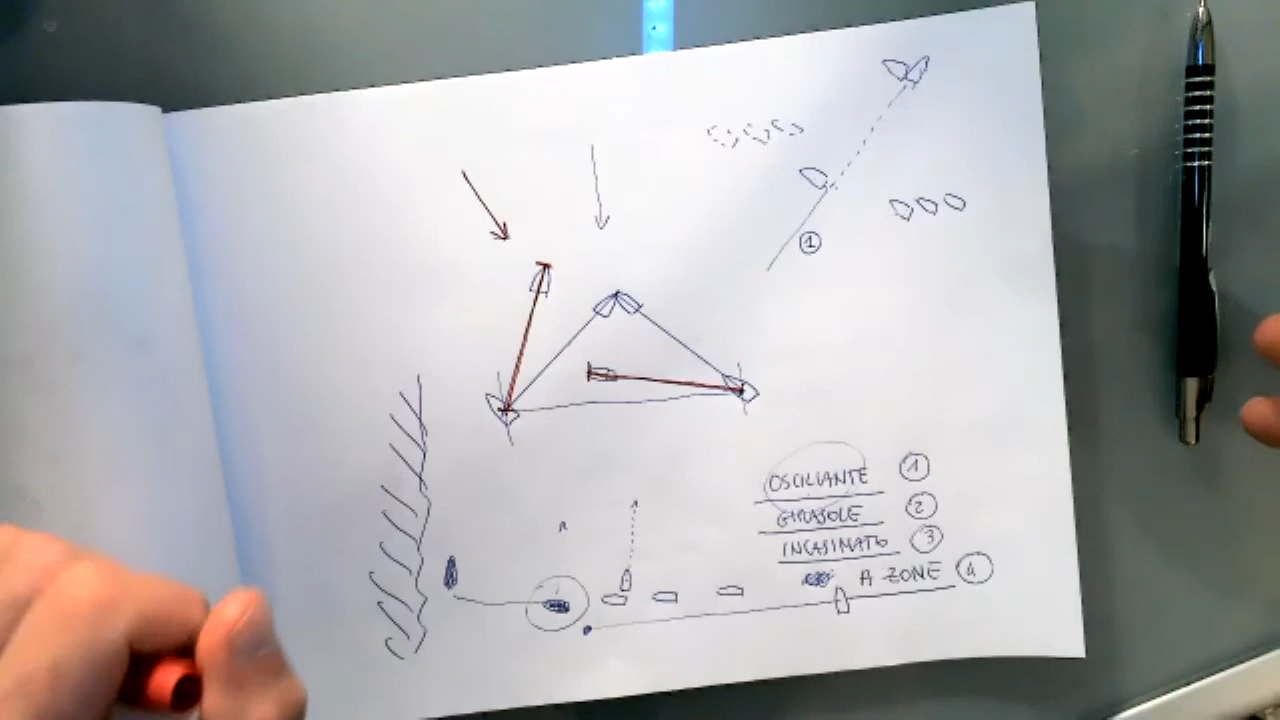 1
OSCILLANTE 1
GIRASOLE 2
INCASINATO 3
A ZONE 4